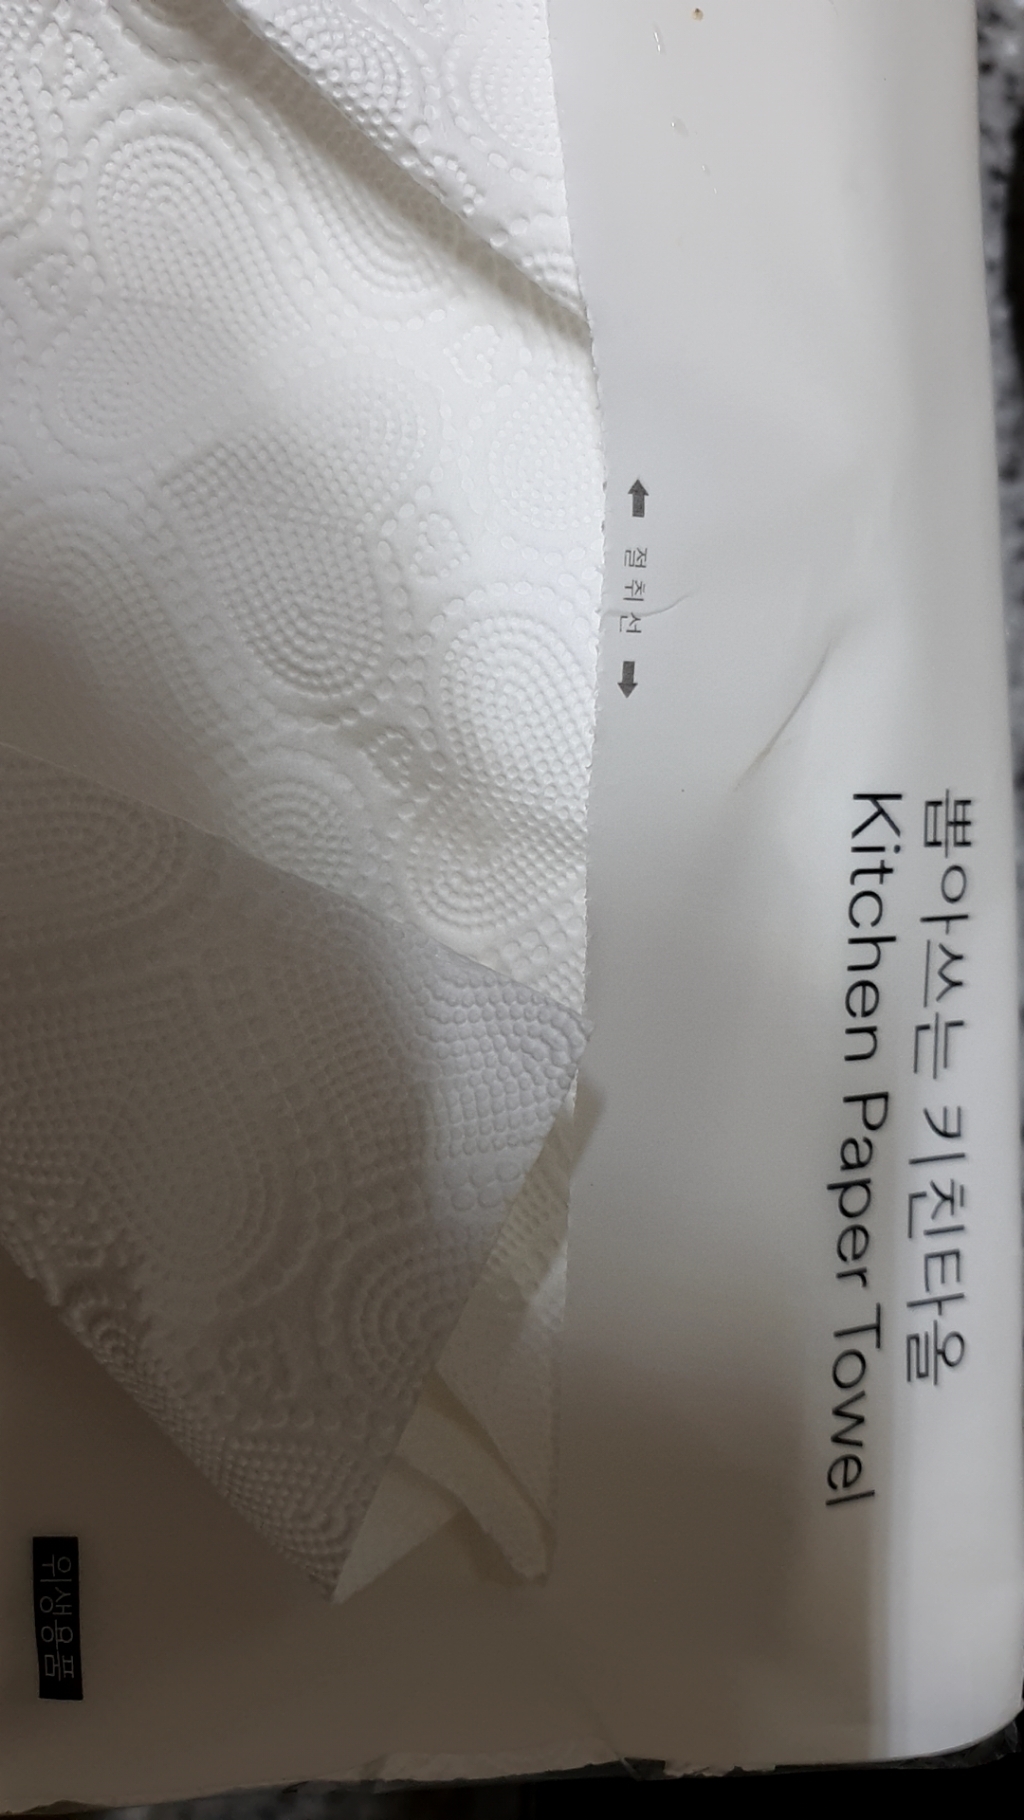 뽑아쓰는 키친타올
Kitchen Paper Towel
← 절취선 →
위생용품